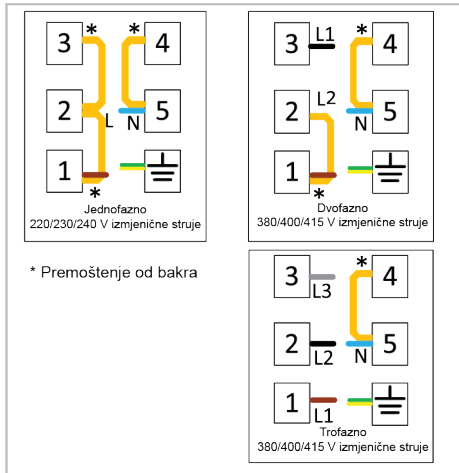 3 * * 4
2 L N 5
1 *
Jednofazno
220/230/240 V izmjenične struje
3 L1 * 4
2 L2 N 5
1 *
Dvofazno
380/400/415 V izmjenične struje
* Premoštenje od bakra
3 L3 * 4
2 L2 N 5
1 L1
Trofazno
380/400/415 V izmjenične struje